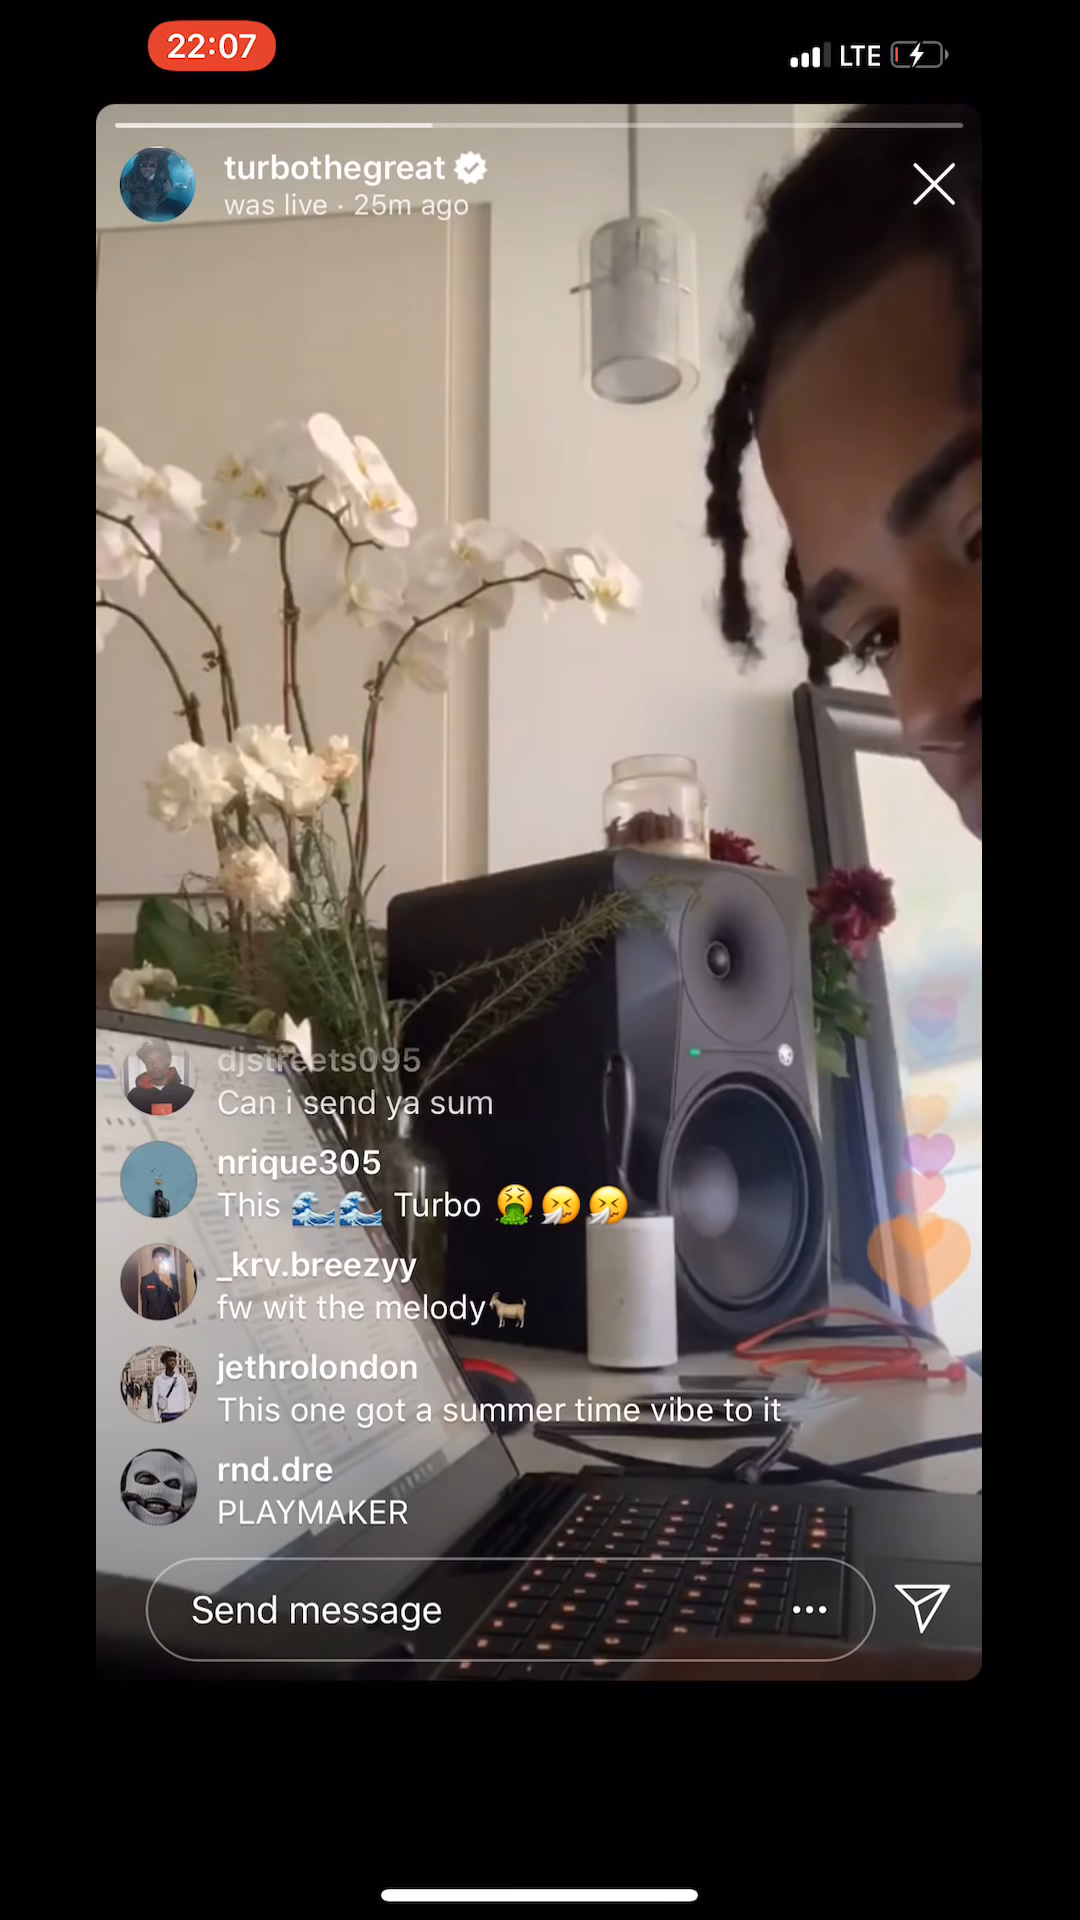 22:07
LTE
turbothegreat
was live · 25m ago
djstreets095
Can i send ya sum
nrique305
This 🌊🌊 Turbo 🤮🤧🤧
_krv.breezyy
fw wit the melody🐐
jethrolondon
This one got a summer time vibe to it
rnd.dre
PLAYMAKER
Send message